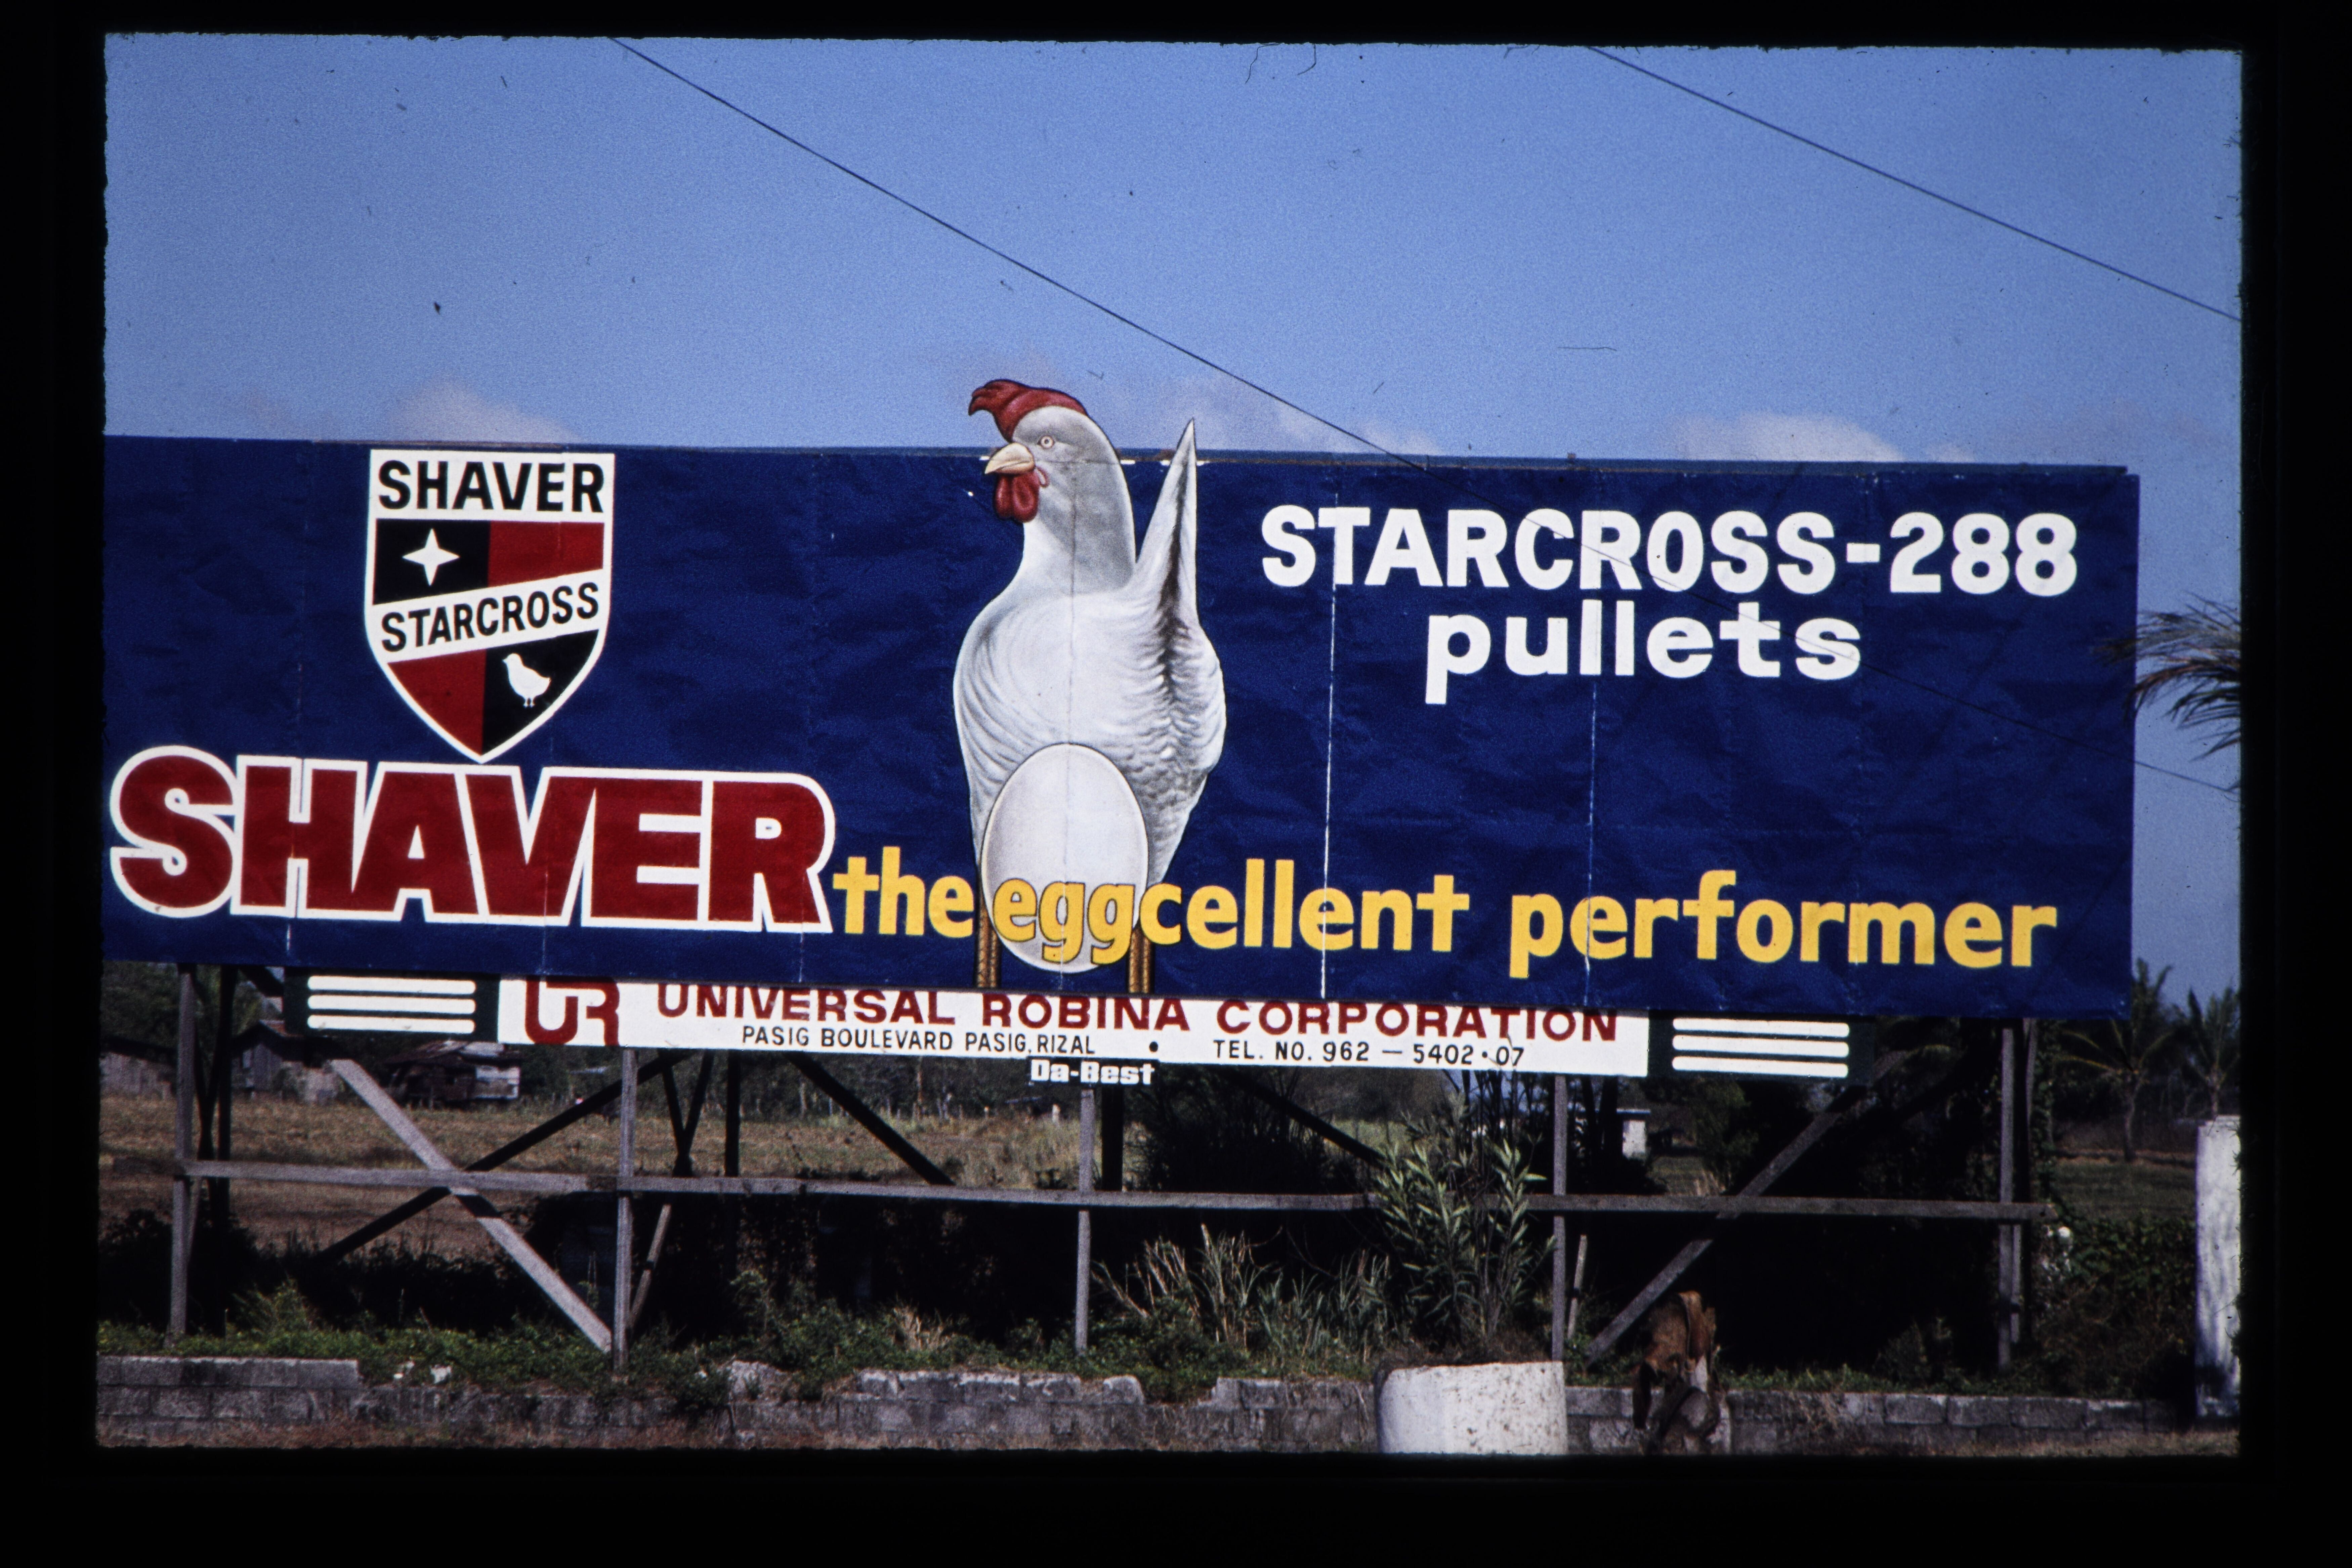 SHAVER
STARCROSS
STARCROSS-288
pullets
SHAVER the eggcellent performer
UR UNIVERSAL ROBINA CORPORATION
PASIG BOULEVARD PASIG, RIZAL • TEL. NO. 962 — 5402 • 07
Da-Best